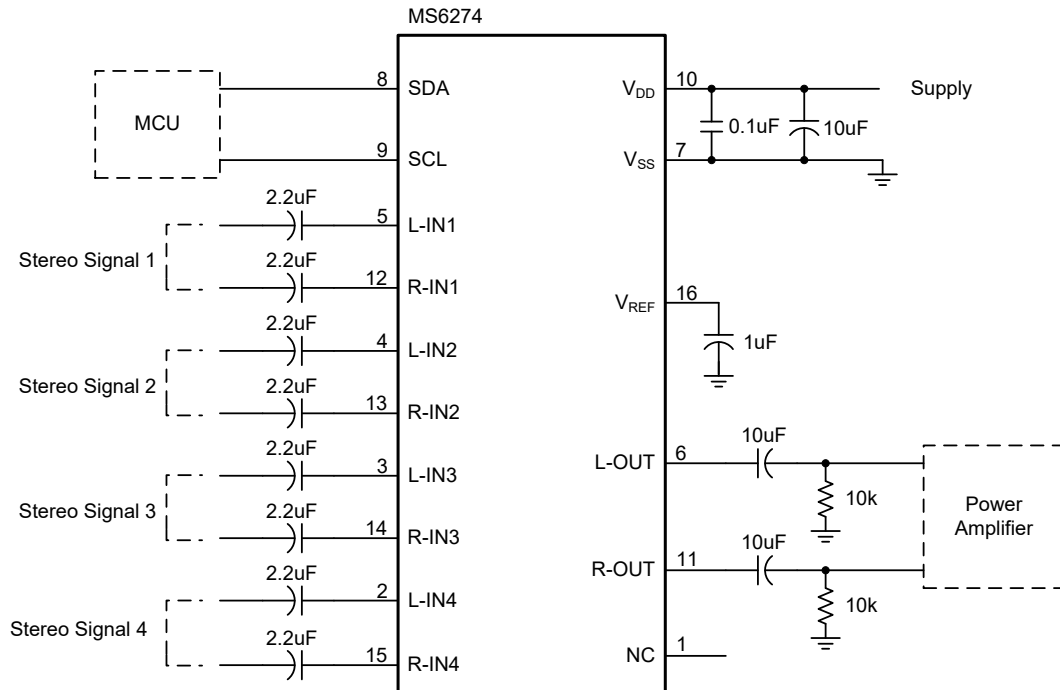 MS6274
MCU
8
SDA
9
SCL
2.2uF
5
L-IN1
Stereo Signal 1
2.2uF
12
R-IN1
2.2uF
4
L-IN2
Stereo Signal 2
2.2uF
13
R-IN2
2.2uF
3
L-IN3
Stereo Signal 3
2.2uF
14
R-IN3
2.2uF
2
L-IN4
Stereo Signal 4
2.2uF
15
R-IN4
VDD
10
Supply
0.1uF
10uF
VSS
7
VREF
16
1uF
L-OUT
6
10uF
10k
R-OUT
11
10uF
10k
Power
Amplifier
NC
1